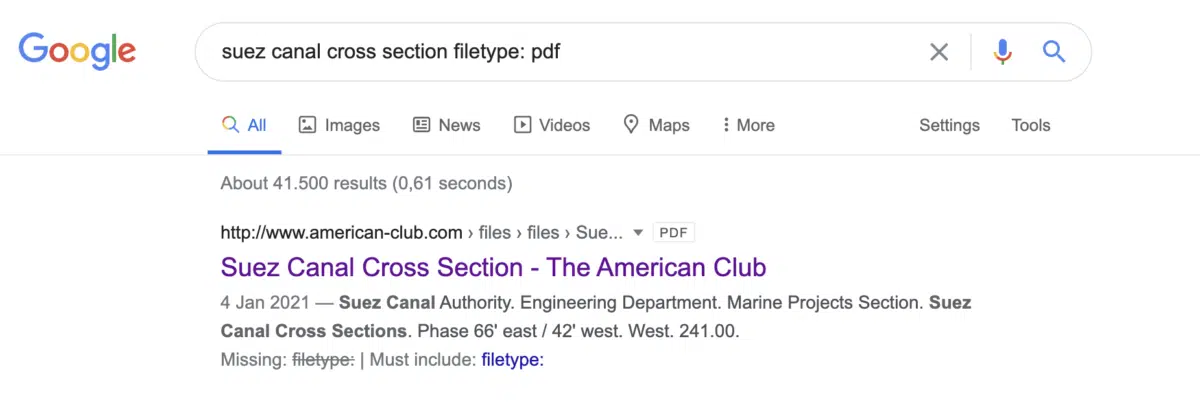 Google
suez canal cross section filetype: pdf
All Images News Videos Maps More Settings Tools
About 41.500 results (0,61 seconds)
http://www.american-club.com › files › files › Sue... PDF
Suez Canal Cross Section - The American Club
4 Jan 2021 — Suez Canal Authority. Engineering Department. Marine Projects Section. Suez
Canal Cross Sections. Phase 66' east / 42' west. West. 241.00.
Missing: filetype: | Must include: filetype: